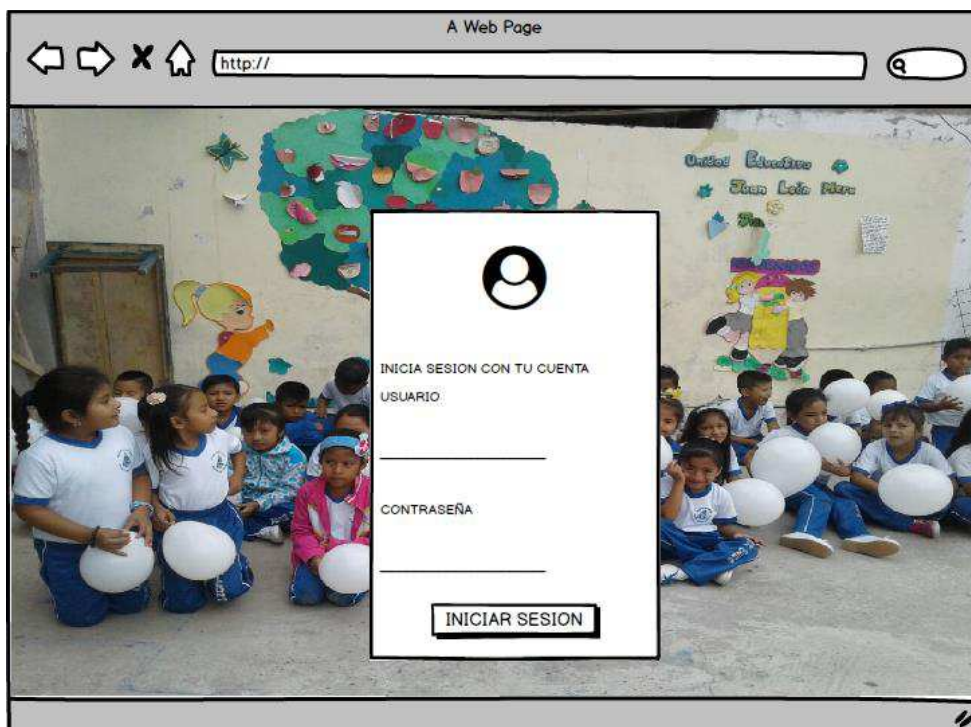 A Web Page
http://
Unidad Educativa
Juan León Mera
INICIA SESION CON TU CUENTA
USUARIO
CONTRASEÑA
INICIAR SESION